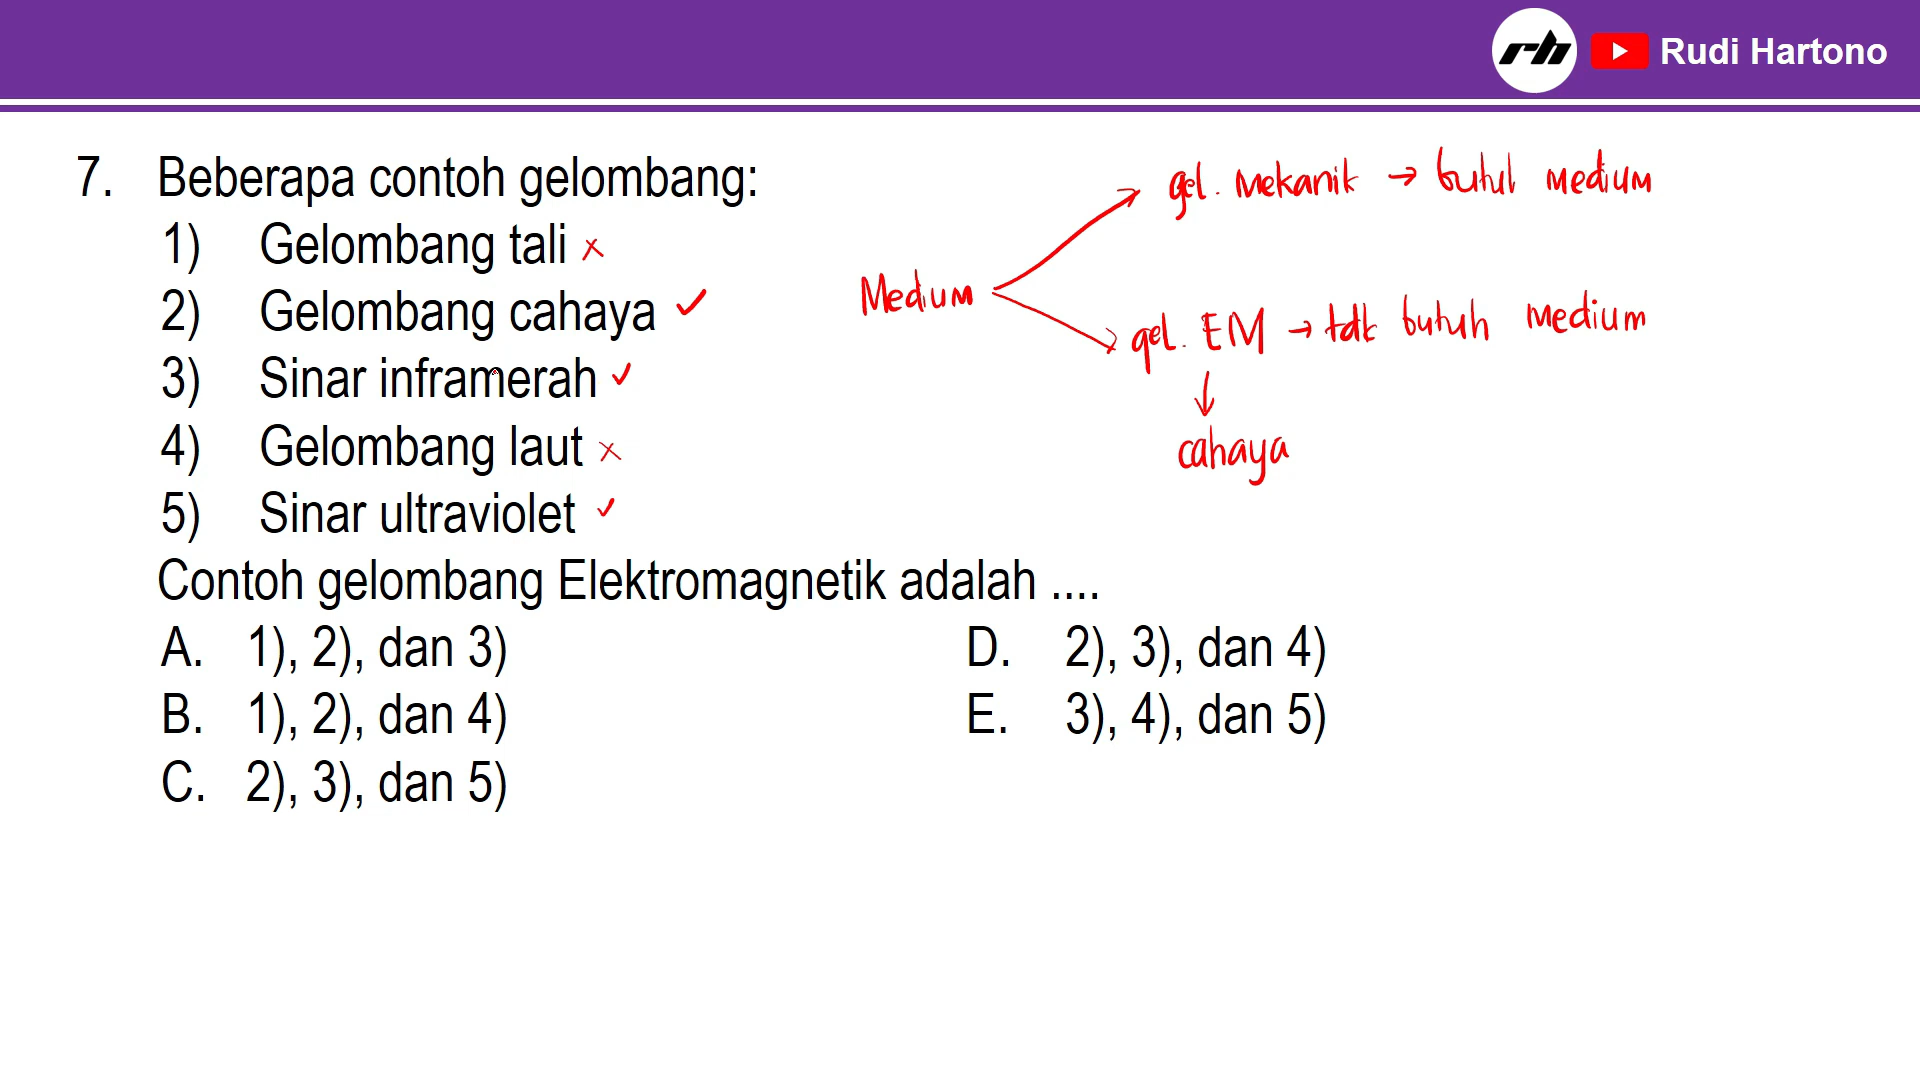 rh Rudi Hartono
7. Beberapa contoh gelombang:
1) Gelombang tali x
2) Gelombang cahaya ✓
3) Sinar inframerah ✓
4) Gelombang laut x
5) Sinar ultraviolet ✓
Contoh gelombang Elektromagnetik adalah ....
A. 1), 2), dan 3)
B. 1), 2), dan 4)
C. 2), 3), dan 5)
D. 2), 3), dan 4)
E. 3), 4), dan 5)
Medium
gel. Mekanik → butuh medium
gel. EM → tdk butuh medium
↓
cahaya